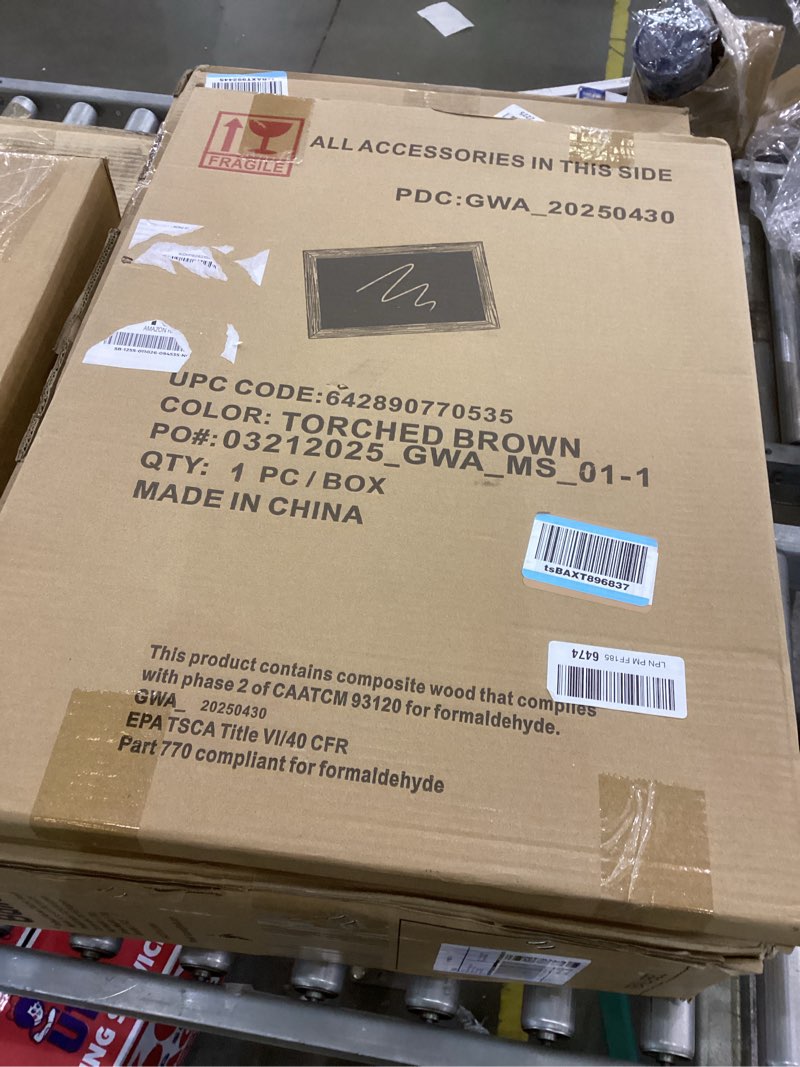 FRAGILE
ALL ACCESSORIES IN THIS SIDE
PDC:GWA_20250430
AMAZON
UPC CODE:642890770535
COLOR: TORCHED BROWN
PO#:03212025_GWA_MS_01-1
QTY: 1 PC / BOX
MADE IN CHINA
tsBAXT896837
LPN PM FF185 6474
This product contains composite wood that complies
with phase 2 of CAATCM 93120 for formaldehyde.
GWA_ 20250430
EPA TSCA Title VI/40 CFR
Part 770 compliant for formaldehyde